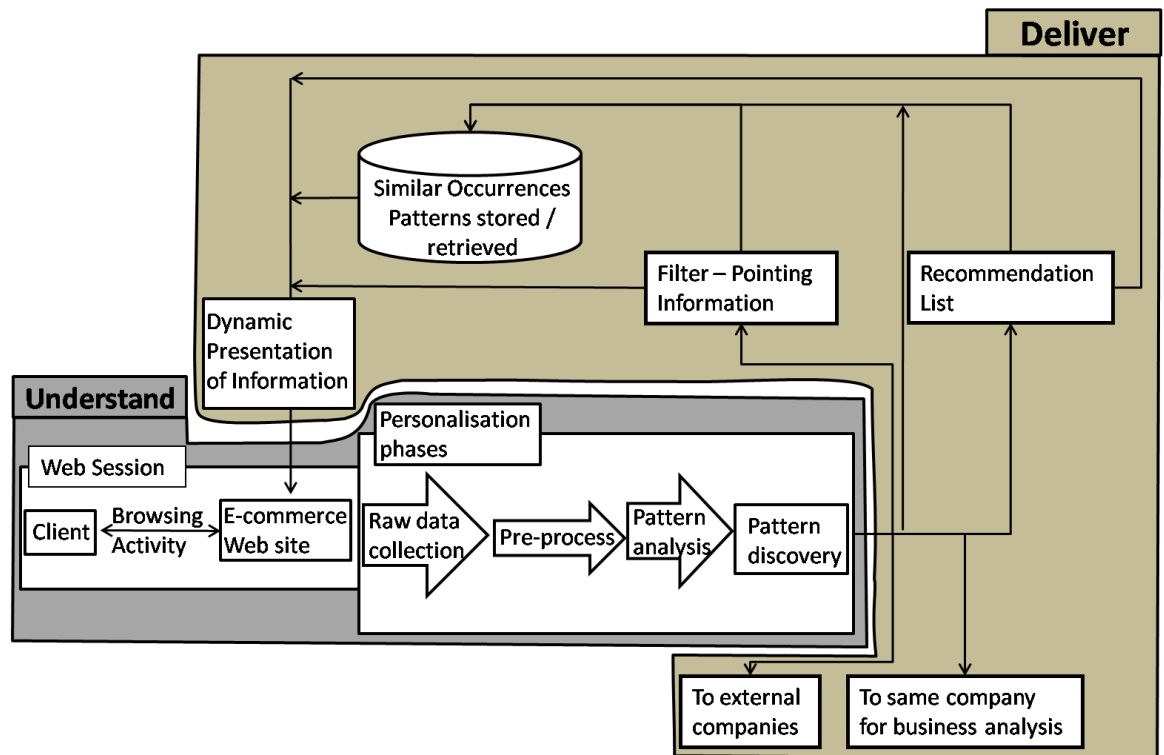 Deliver
Similar Occurrences
Patterns stored /
retrieved
Filter – Pointing
Information
Recommendation
List
Dynamic
Presentation
of Information
Understand
Personalisation
phases
Web Session
Client
Browsing
Activity
E-commerce
Web site
Raw data
collection
Pre-process
Pattern
analysis
Pattern
discovery
To external
companies
To same company
for business analysis